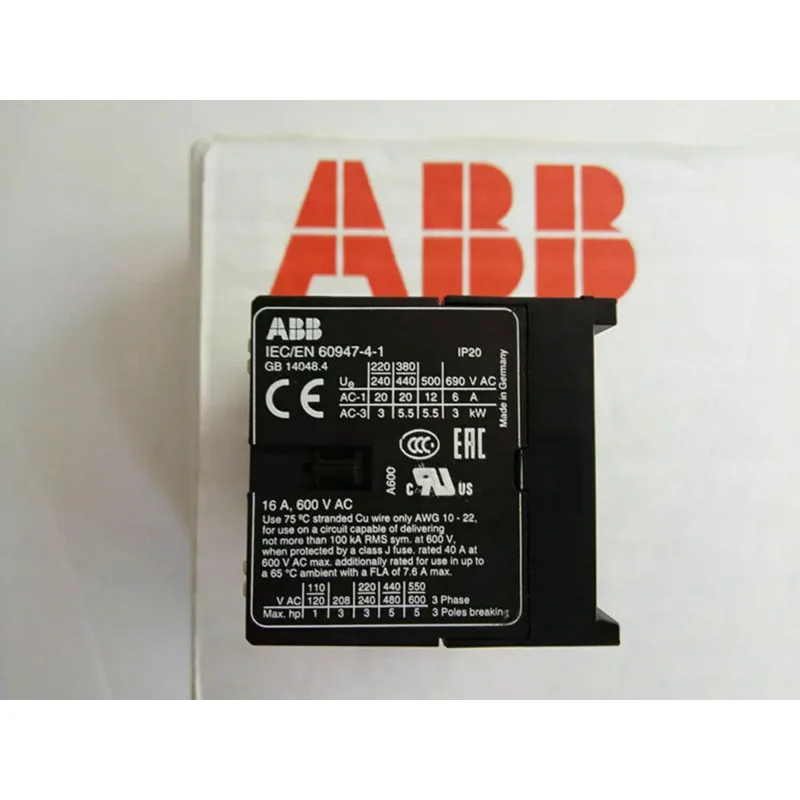 ABB
ABB
IEC/EN 60947-4-1 IP20
GB 14048.4
220 380
Ue 240 440 500 690 V AC
AC-1 20 20 12 6 A
AC-3 3 5.5 5.5 3 kW
Made in Germany
CE
CCC EAC
A600
c UR US
16 A, 600 V AC
Use 75 ºC stranded Cu wire only AWG 10 - 22,
for use on a circuit capable of delivering
not more than 100 kA RMS sym. at 600 V,
when protected by a class J fuse. rated 40 A at
600 V AC max. additionally rated for use in up to
a 65 ºC ambient with a FLA of 7.6 A max.
110 220 440 550
V AC 120 208 240 480 600 3 Phase
Max. hp 1 3 3 5 5 3 Poles breaking